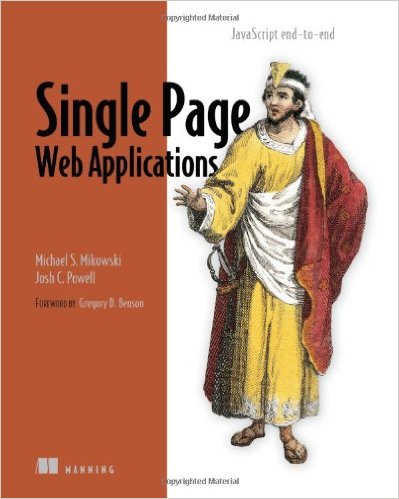 Copyrighted Material
JavaScript end-to-end
Single Page
Web Applications
Michael S. Mikowski
Josh C. Powell
FOREWORD BY Gregory D. Benson
MANNING
Copyrighted Material